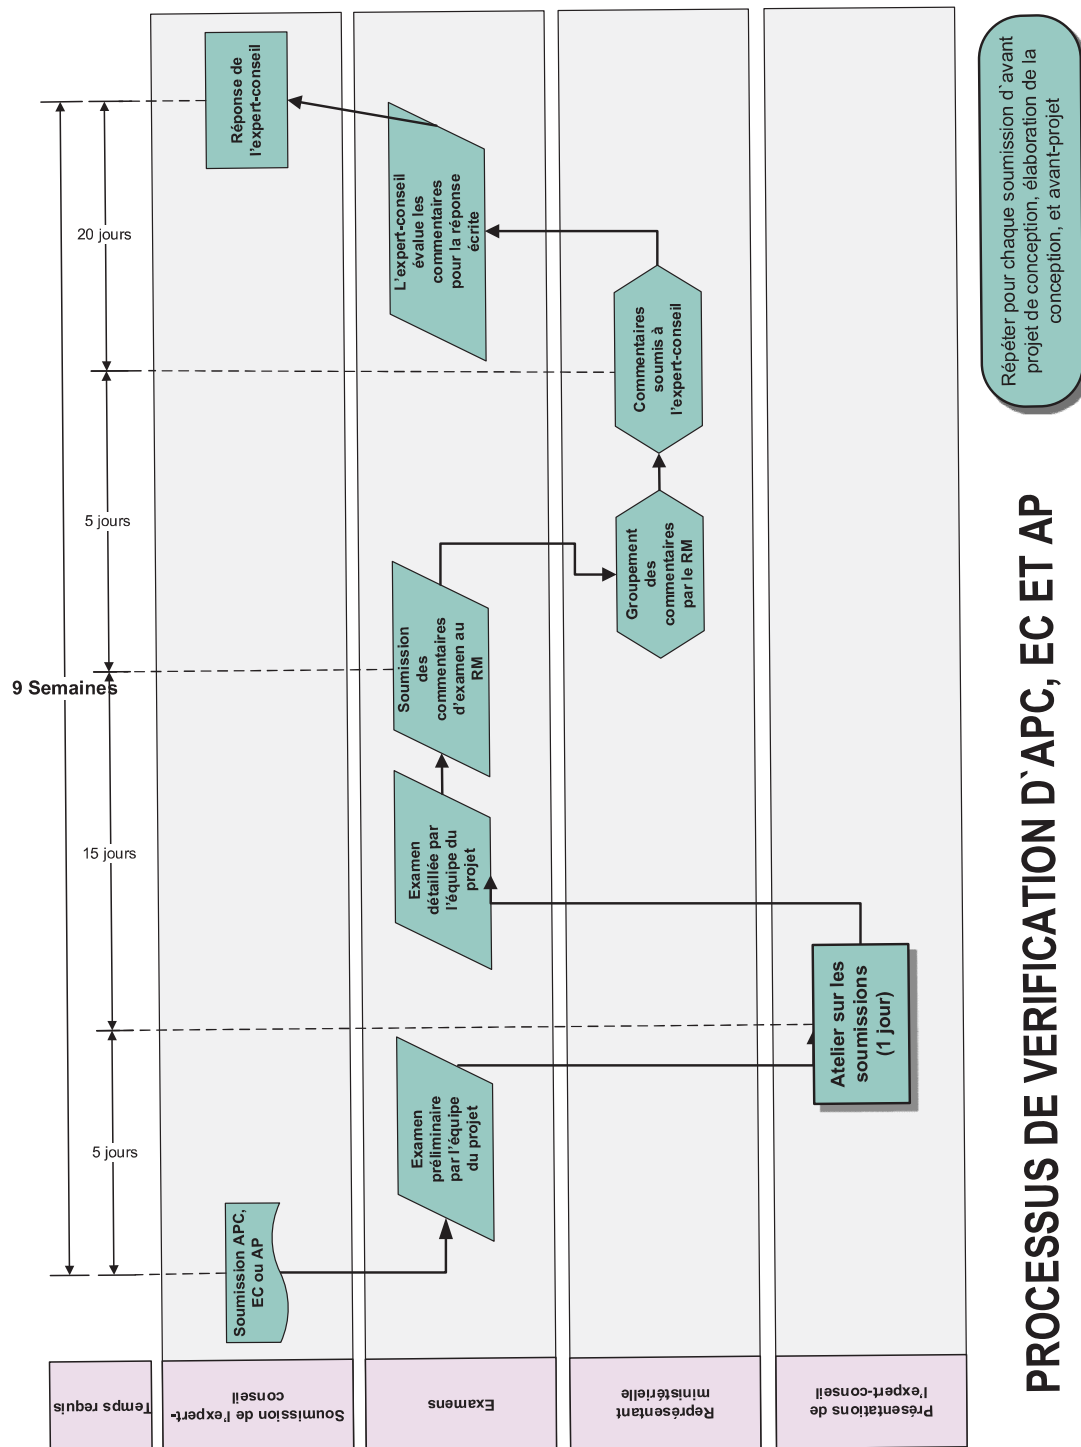 PROCESSUS DE VERIFICATION D`APC, EC ET AP
Répéter pour chaque soumission d`avant
projet de conception, élaboration de la
conception, et avant-projet
Temps requis
9 Semaines
5 jours
15 jours
5 jours
20 jours
Soumission de l'expert-
conseil
Soumission APC,
EC ou AP
Réponse de
l'expert-conseil
Examens
Examen
préliminaire
par l'équipe
du projet
Examen
détaillée par
l'équipe du
projet
Soumission
des
commentaires
d'examen au
RM
L'expert-conseil
évalue les
commentaires
pour la réponse
écrite
Représentant
ministérielle
Groupement
des
commentaires
par le RM
Commentaires
soumis à
l'expert-conseil
Présentations de
l'expert-conseil
Atelier sur les
soumissions
(1 jour)